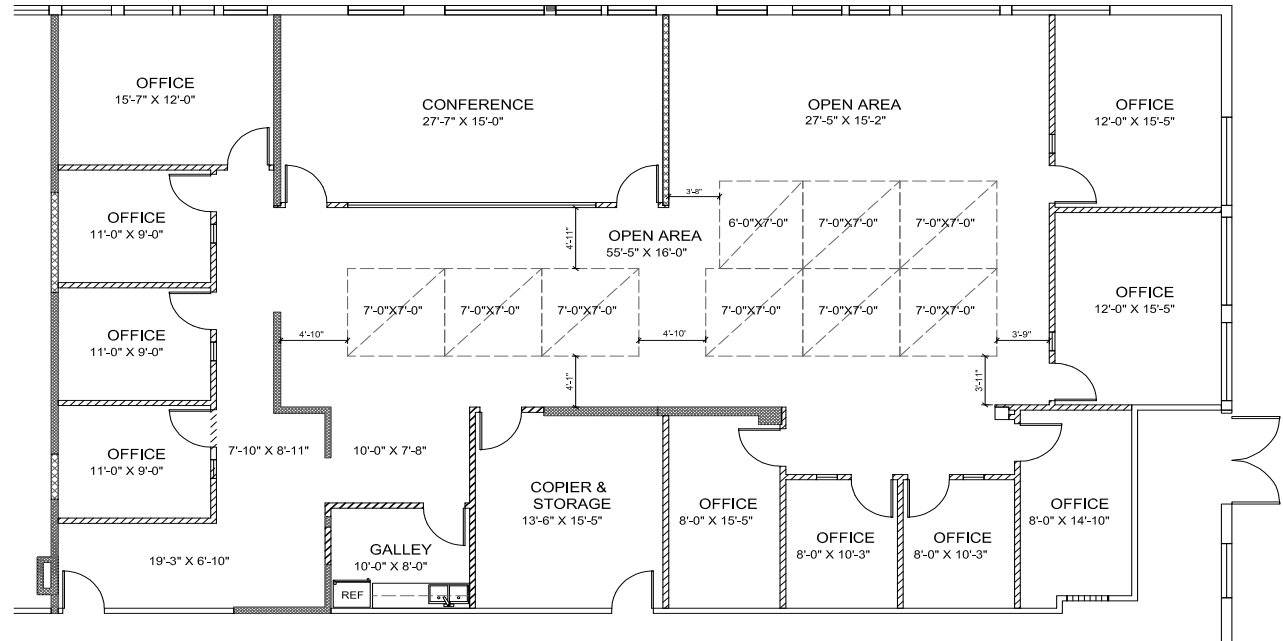 OFFICE
15'-7" X 12'-0"
CONFERENCE
27'-7" X 15'-0"
OPEN AREA
27'-5" X 15'-2"
OFFICE
12'-0" X 15'-5"
OFFICE
11'-0" X 9'-0"
3'-8"
6'-0"X7'-0"
7'-0"X7'-0"
7'-0"X7'-0"
4'-11"
OPEN AREA
55'-5" X 16'-0"
OFFICE
12'-0" X 15'-5"
OFFICE
11'-0" X 9'-0"
4'-10"
7'-0"X7'-0"
7'-0"X7'-0"
7'-0"X7'-0"
4'-10'
7'-0"X7'-0"
7'-0"X7'-0"
7'-0"X7'-0"
3'-9"
4'-1"
3'-11"
OFFICE
11'-0" X 9'-0"
7'-10" X 8'-11"
10'-0" X 7'-8"
COPIER &
STORAGE
13'-6" X 15'-5"
OFFICE
8'-0" X 15'-5"
OFFICE
8'-0" X 10'-3"
OFFICE
8'-0" X 10'-3"
OFFICE
8'-0" X 14'-10"
19'-3" X 6'-10"
GALLEY
10'-0" X 8'-0"
REF